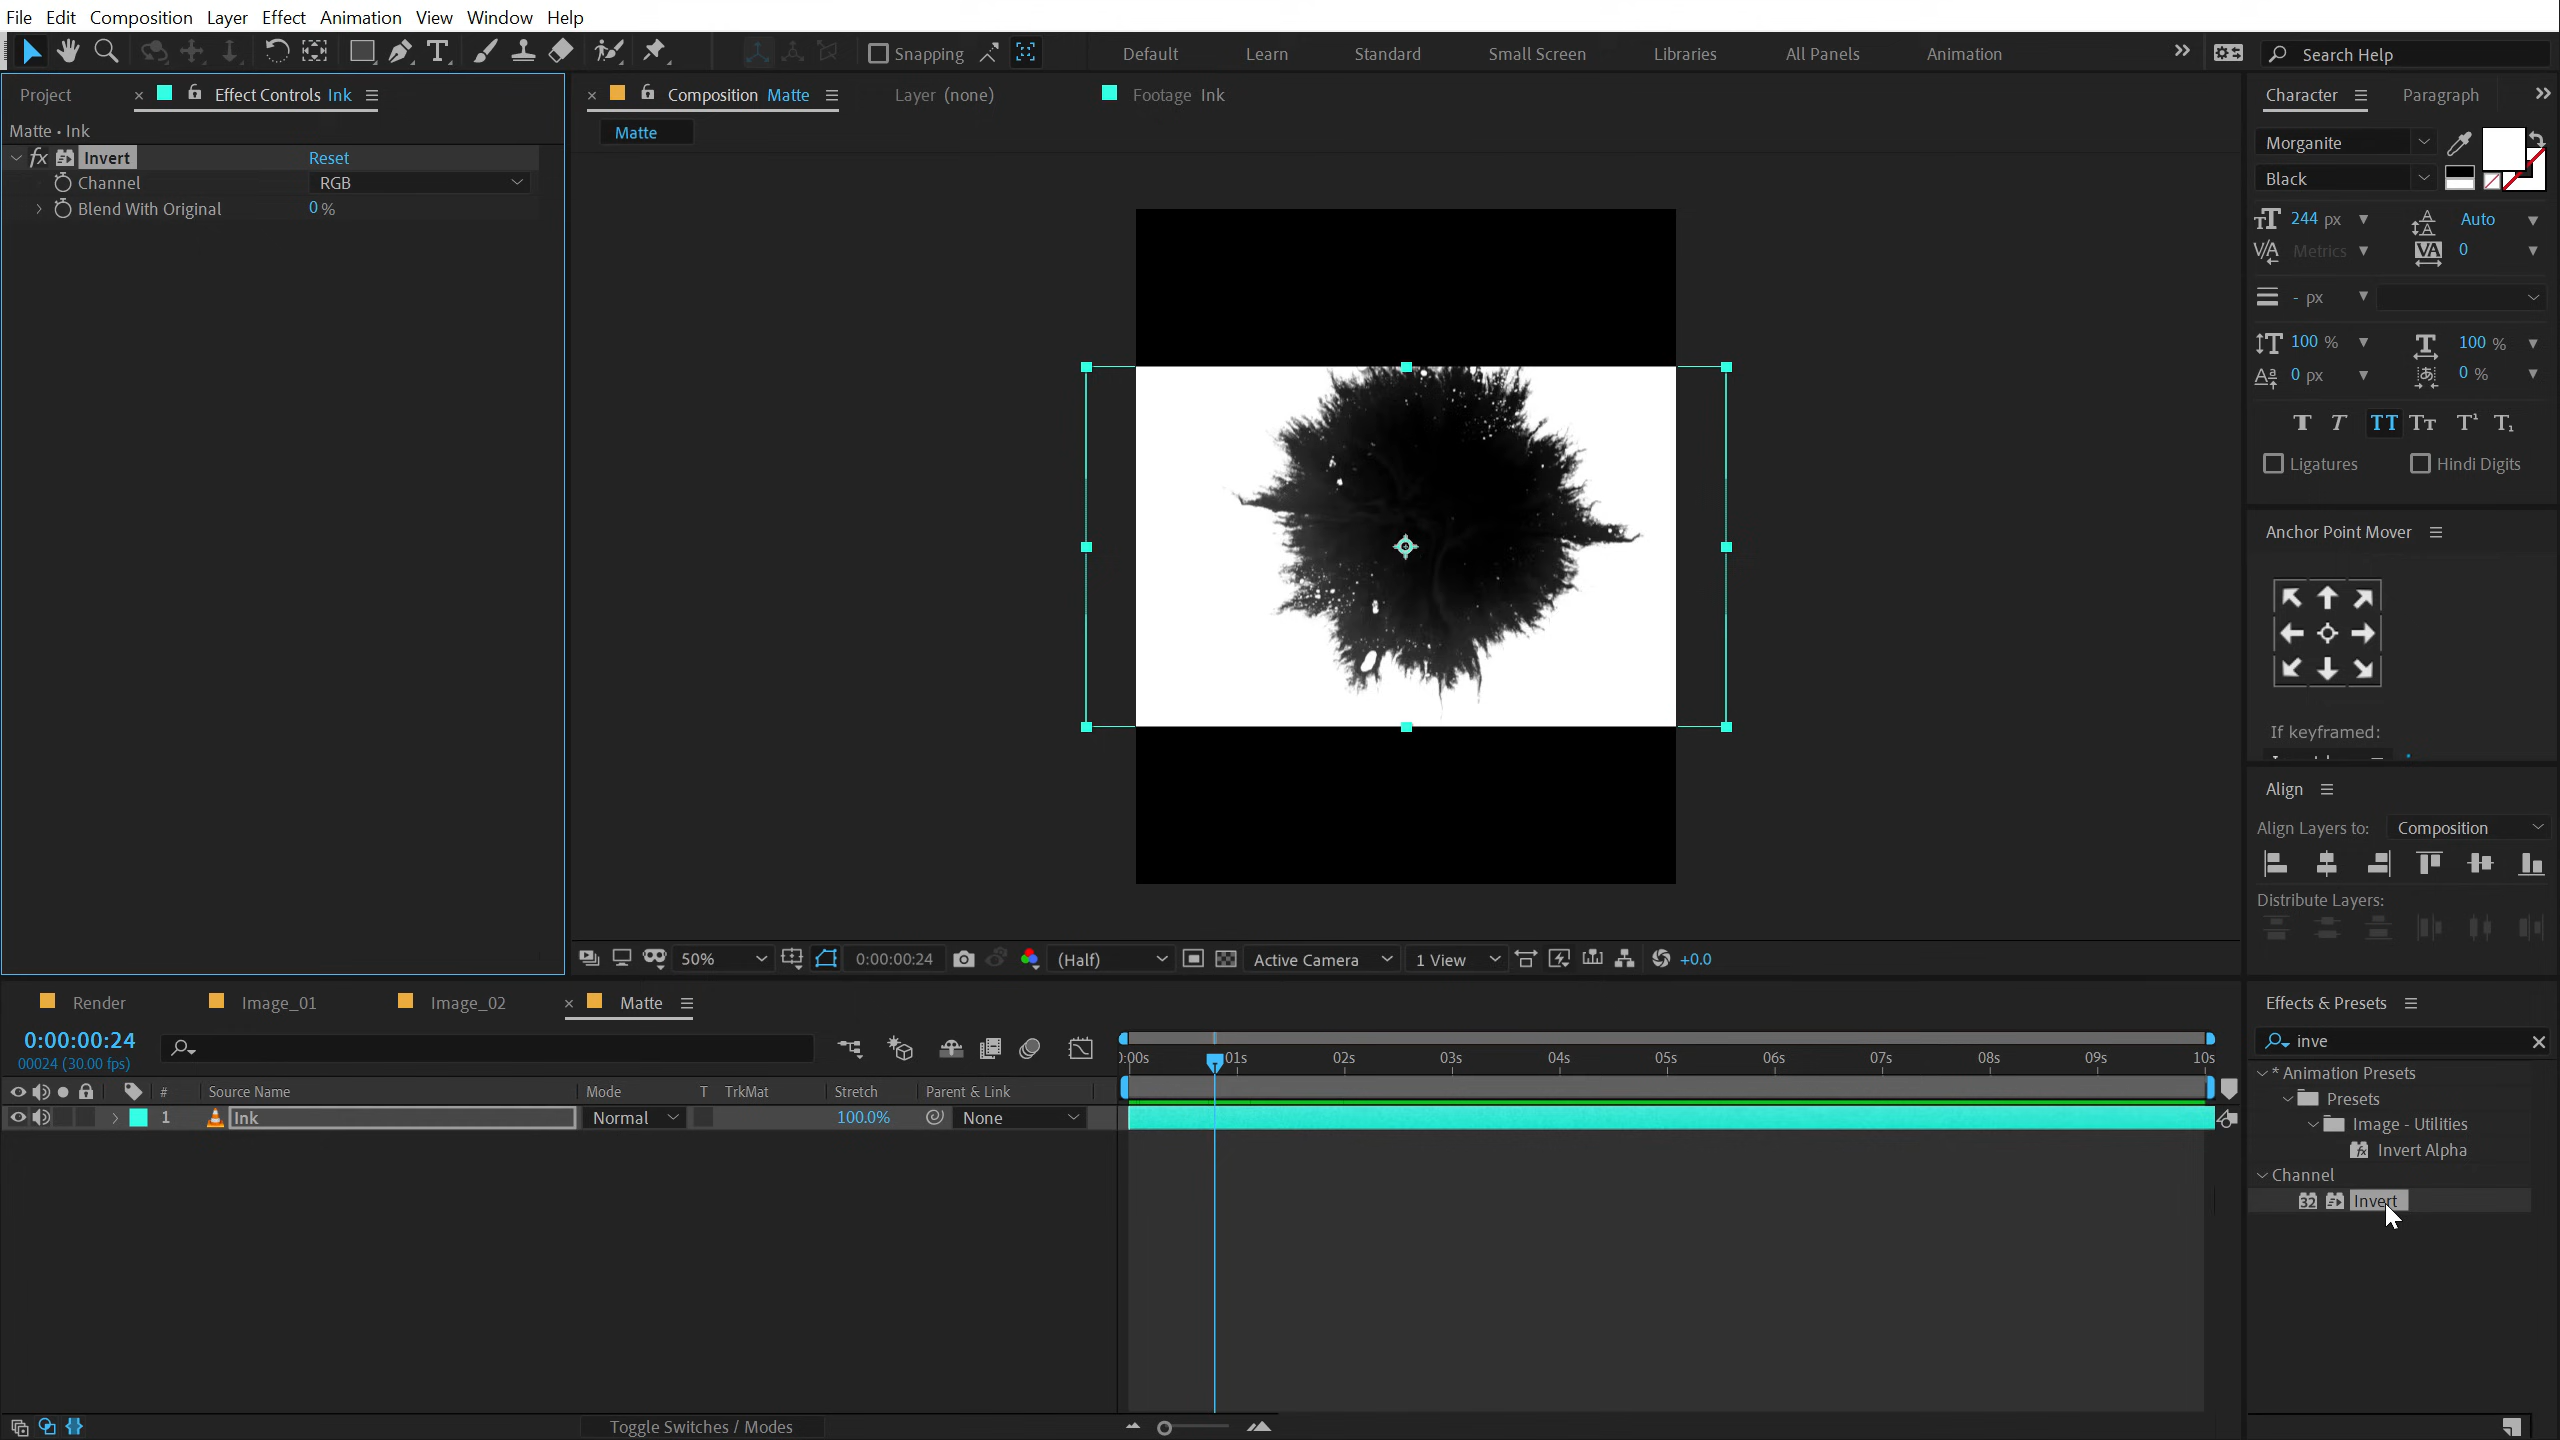 File Edit Composition Layer Effect Animation View Window Help
Snapping Default Learn Standard Small Screen Libraries All Panels Animation Search Help
Project Effect Controls Ink
Matte • Ink
fx Invert Reset
Channel RGB
Blend With Original 0 %
Composition Matte Layer (none) Footage Ink
Matte
50% 0:00:00:24 (Half) Active Camera 1 View +0.0
Character Paragraph
Morganite
Black
244 px Auto
Metrics 0
- px
100 % 100 %
0 px 0 %
Ligatures Hindi Digits
Anchor Point Mover
If keyframed:
Align
Align Layers to: Composition
Distribute Layers:
Effects & Presets
inve
* Animation Presets
Presets
Image - Utilities
Invert Alpha
Channel
32 Invert
Render Image_01 Image_02 Matte
0:00:00:24
00024 (30.00 fps)
:00s 01s 02s 03s 04s 05s 06s 07s 08s 09s 10s
# Source Name Mode T TrkMat Stretch Parent & Link
1 Ink Normal 100.0% None
Toggle Switches / Modes